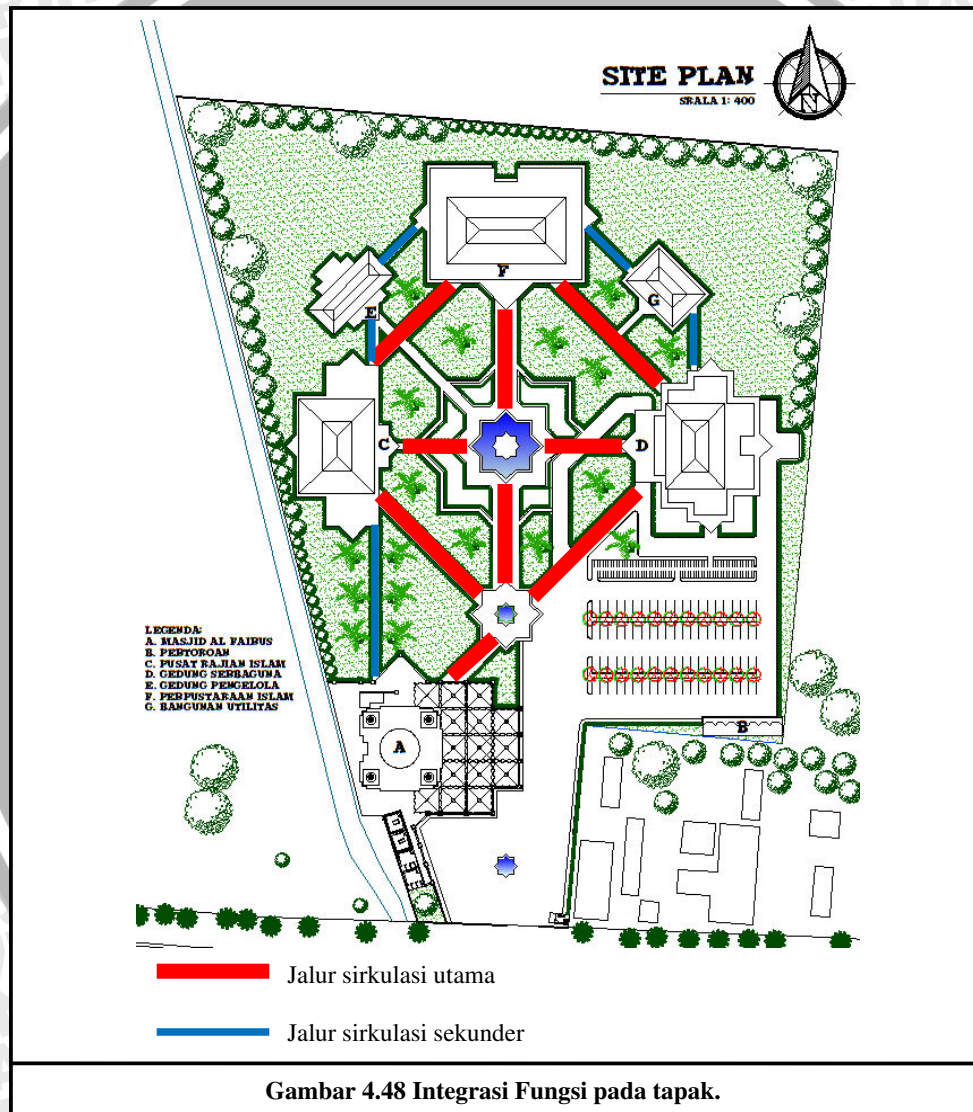 SITE PLAN
SKALA 1: 400
N
F
E
G
C
D
LEGENDA:
A. MASJID AL FAIRUS
B. PERTOKOAN
C. PUSAT KAJIAN ISLAM
D. GEDUNG SERBAGUNA
E. GEDUNG PENGELOLA
F. PERPUSTAKAAN ISLAM
G. BANGUNAN UTILITAS
B
A
Jalur sirkulasi utama
Jalur sirkulasi sekunder
Gambar 4.48 Integrasi Fungsi pada tapak.